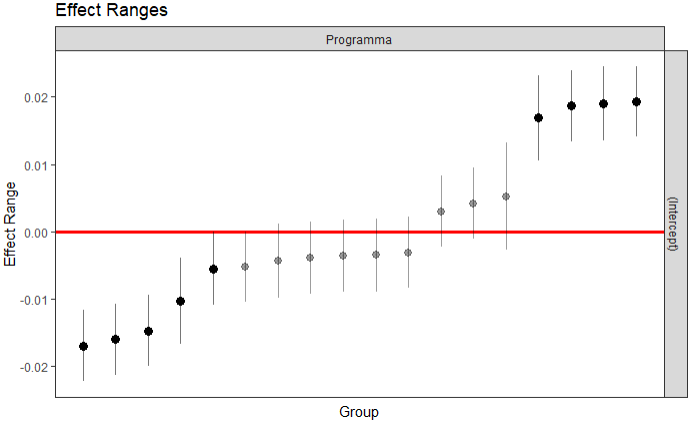 Effect Ranges
Programma
0.02
0.01
0.00
-0.01
-0.02
Effect Range
(Intercept)
Group